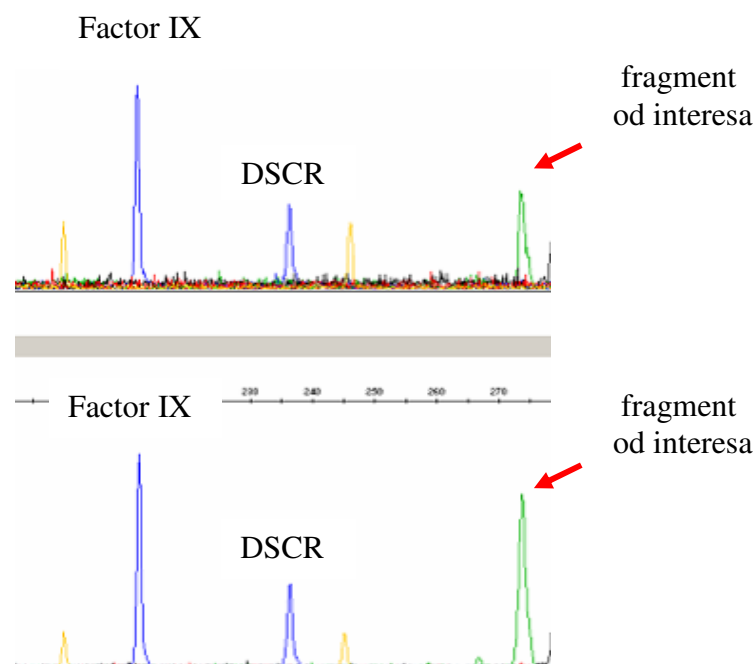 Factor IX
fragment
od interesa
DSCR
230 240 250 260 270
Factor IX
fragment
od interesa
DSCR